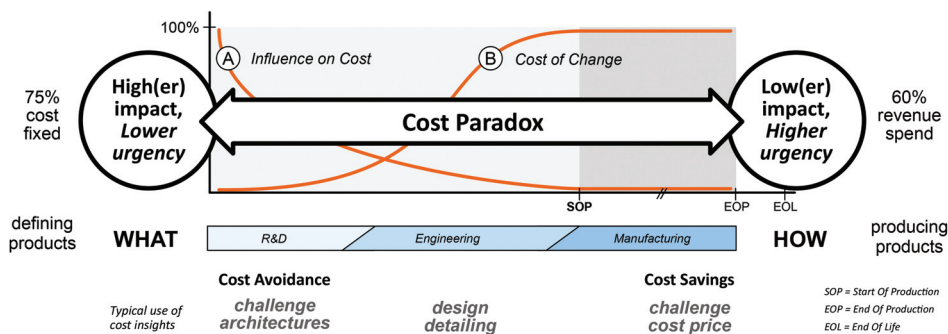 100%
A
Influence on Cost
B
Cost of Change
75%
cost
fixed
High(er)
impact,
Lower
urgency
Cost Paradox
Low(er)
impact,
Higher
urgency
60%
revenue
spend
SOP
//
EOP
EOL
defining
products
WHAT
R&D
Engineering
Manufacturing
HOW
producing
products
Cost Avoidance
Cost Savings
Typical use of
cost insights
challenge
architectures
design
detailing
challenge
cost price
SOP = Start Of Production
EOP = End Of Production
EOL = End Of Life